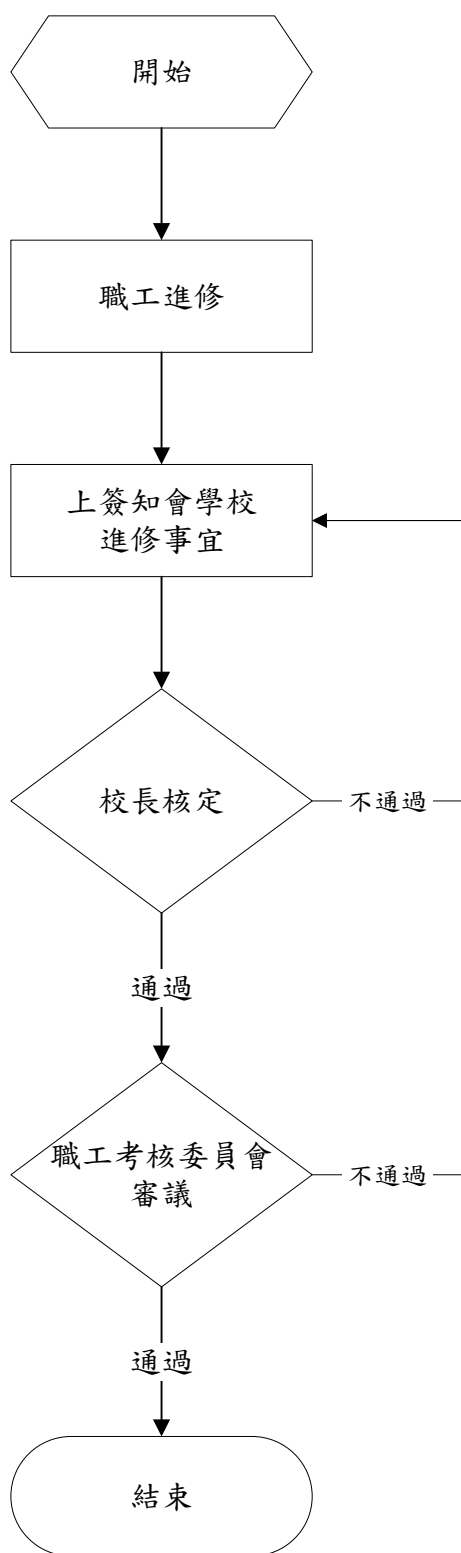 開始
職工進修
上簽知會學校
進修事宜
校長核定
不通過
通過
職工考核委員會
審議
不通過
通過
結束